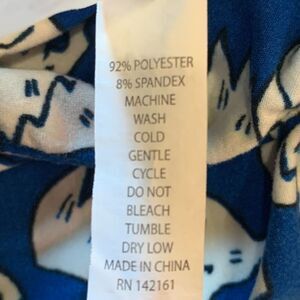 92% POLYESTER
8% SPANDEX
MACHINE
WASH
COLD
GENTLE
CYCLE
DO NOT
BLEACH
TUMBLE
DRY LOW
MADE IN CHINA
RN 142161